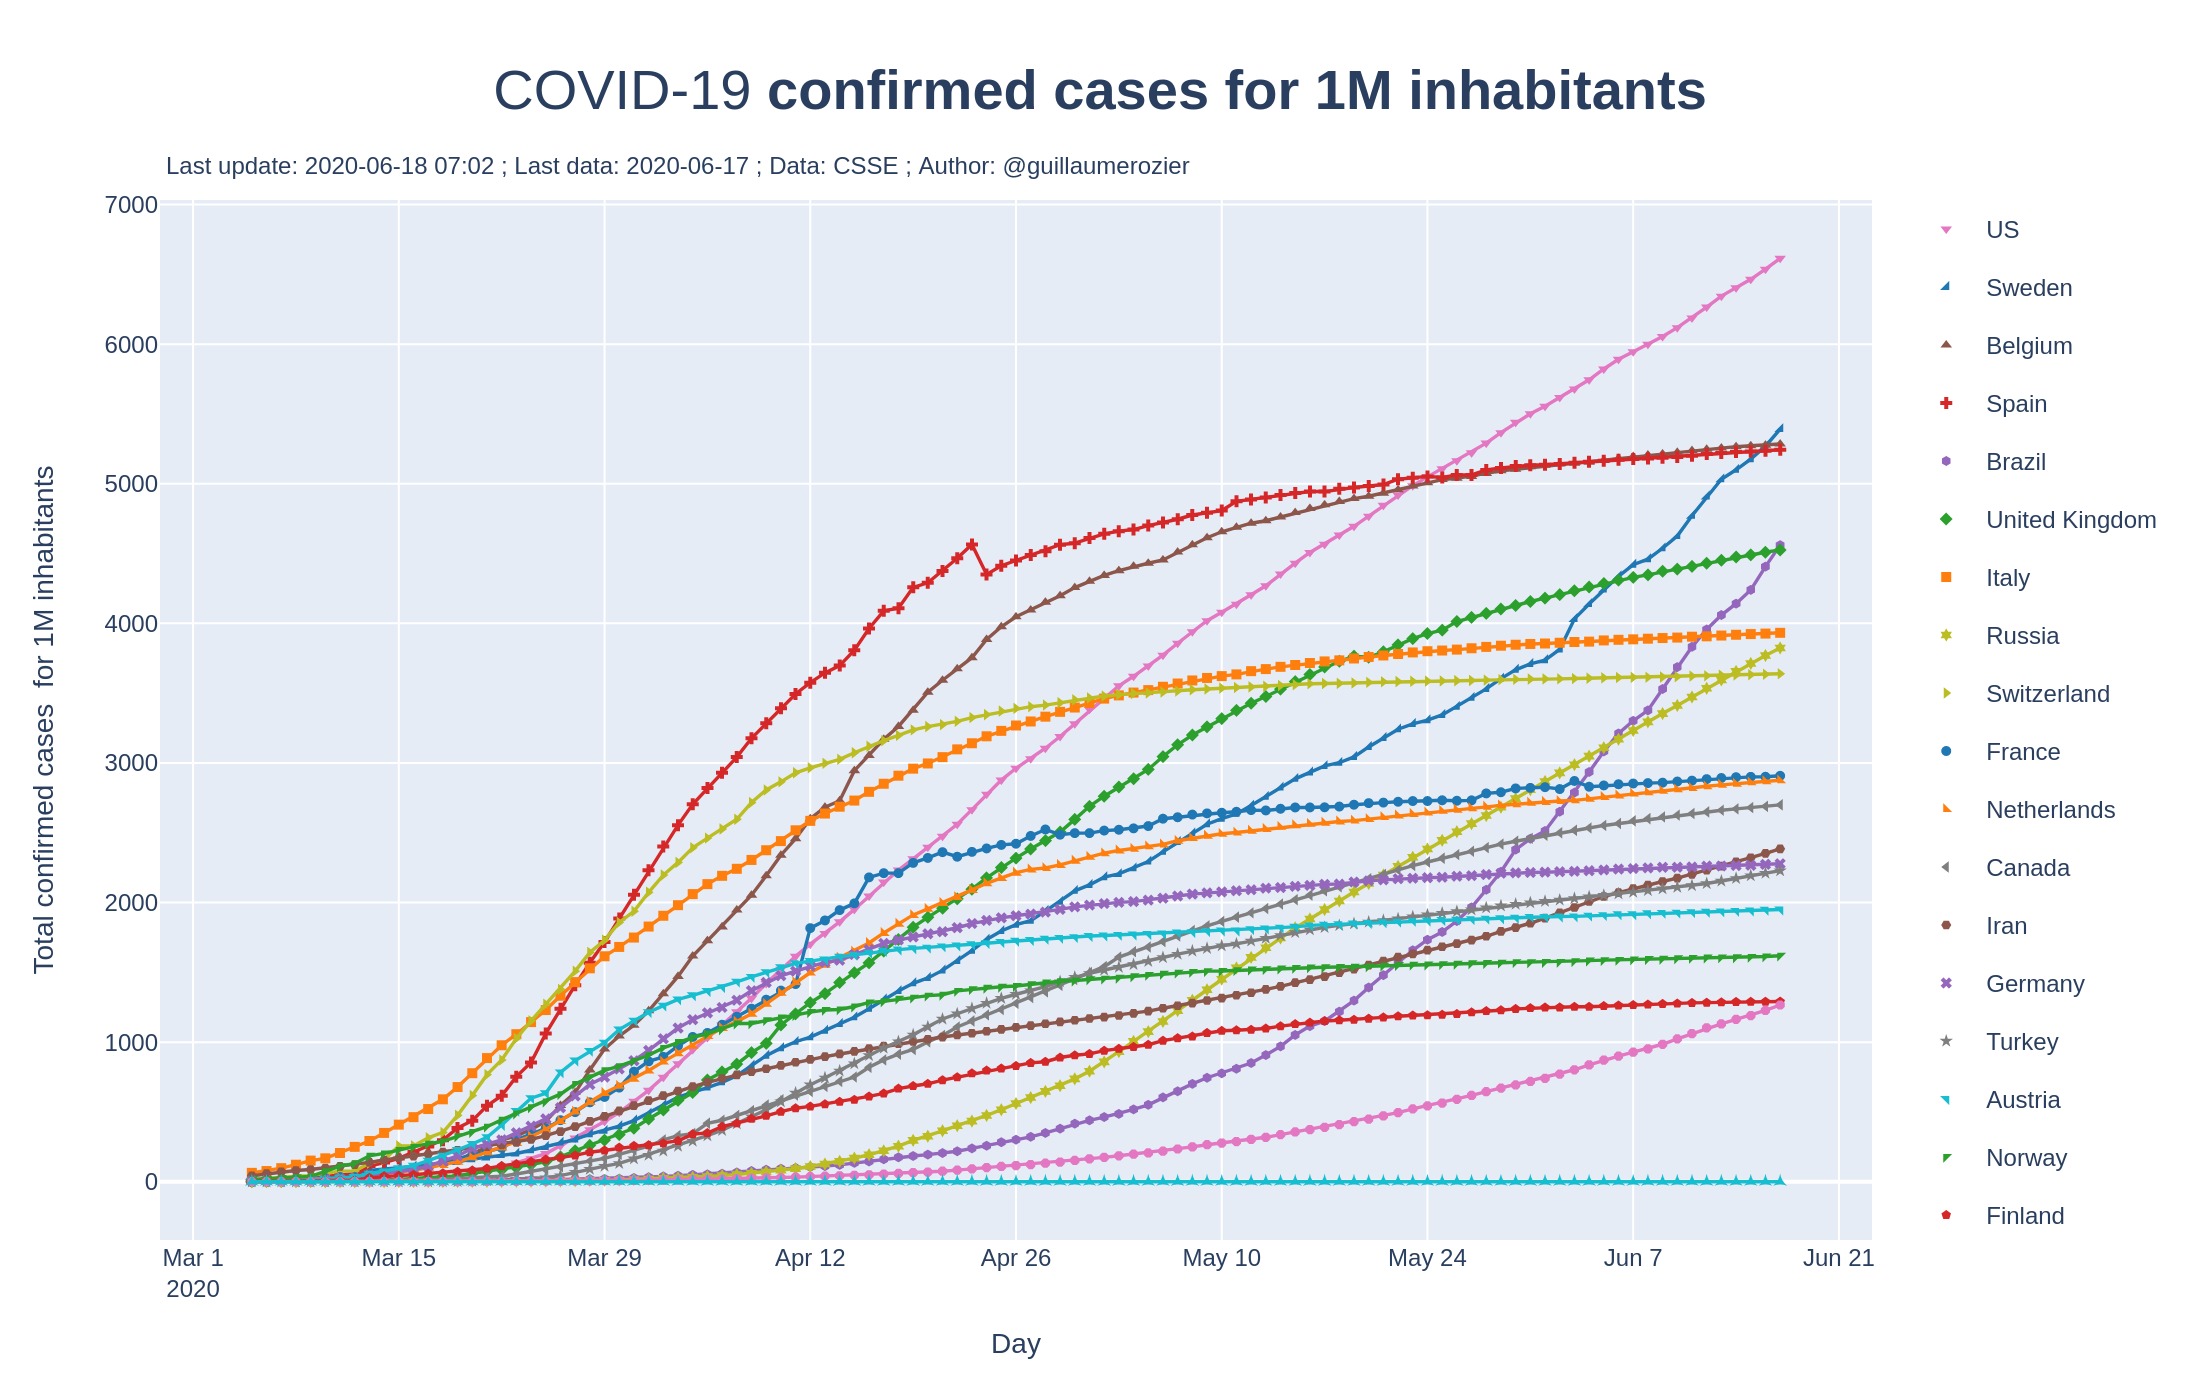 COVID-19 confirmed cases for 1M inhabitants
Last update: 2020-06-18 07:02 ; Last data: 2020-06-17 ; Data: CSSE ; Author: @guillaumerozier
Total confirmed cases for 1M inhabitants
7000
6000
5000
4000
3000
2000
1000
0
Mar 1
2020
Mar 15
Mar 29
Apr 12
Apr 26
May 10
May 24
Jun 7
Jun 21
Day
US
Sweden
Belgium
Spain
Brazil
United Kingdom
Italy
Russia
Switzerland
France
Netherlands
Canada
Iran
Germany
Turkey
Austria
Norway
Finland